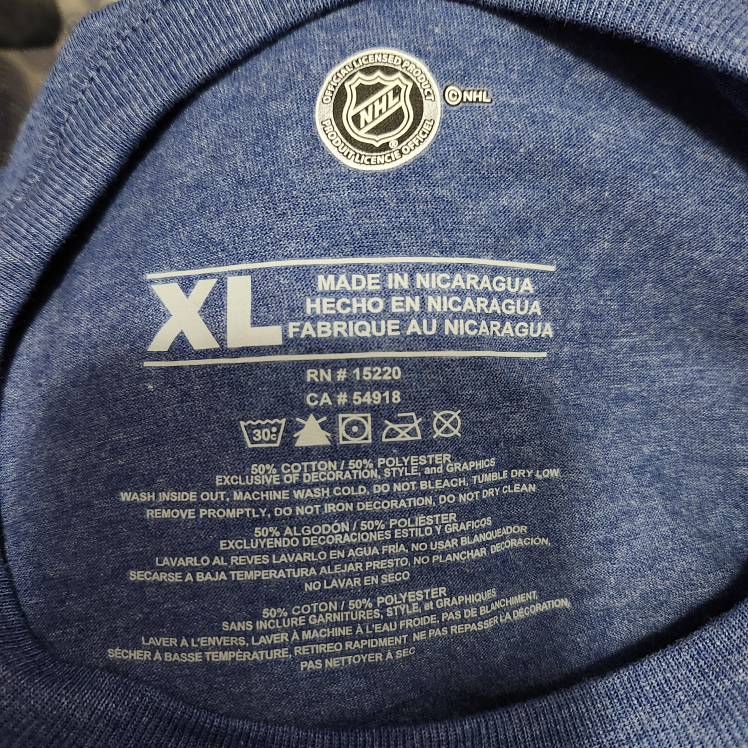 OFFICIAL LICENSED PRODUCT
NHL
®
PRODUIT LICENCIE OFFICIEL
© NHL
XL
MADE IN NICARAGUA
HECHO EN NICARAGUA
FABRIQUE AU NICARAGUA
RN # 15220
CA # 54918
30c
50% COTTON / 50% POLYESTER
EXCLUSIVE OF DECORATION, STYLE, and GRAPHICS
WASH INSIDE OUT, MACHINE WASH COLD, DO NOT BLEACH, TUMBLE DRY LOW
REMOVE PROMPTLY, DO NOT IRON DECORATION, DO NOT DRY CLEAN
50% ALGODÓN / 50% POLIÉSTER
EXCLUYENDO DECORACIONES ESTILO Y GRAFICOS
LAVARLO AL REVES LAVARLO EN AGUA FRÍA, NO USAR BLANQUEADOR
SECARSE A BAJA TEMPERATURA ALEJAR PRESTO, NO PLANCHAR DECORACIÓN,
NO LAVAR EN SECO
50% COTON / 50% POLYESTER
SANS INCLURE GARNITURES, STYLE, et GRAPHIQUES
LAVER À L'ENVERS, LAVER À MACHINE À L'EAU FROIDE, PAS DE BLANCHIMENT,
SÉCHER À BASSE TEMPÉRATURE, RETIREO RAPIDMENT NE PAS REPASSER LA DÉCORATION,
PAS NETTOYER À SEC